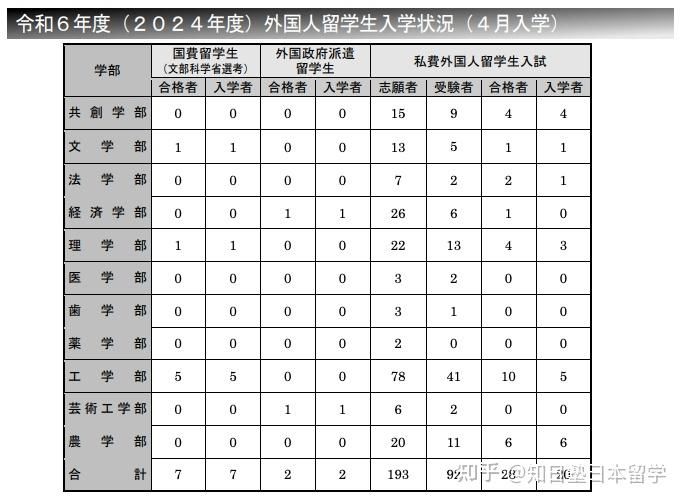 令和６年度（２０２４年度）外国人留学生入学状況（４月入学）
学部 国費留学生 外国政府派遣 私費外国人留学生入試
（文部科学省選考） 留学生
合格者 入学者 合格者 入学者 志願者 受験者 合格者 入学者
共創学部 0 0 0 0 15 9 4 4
文学部 1 1 0 0 13 5 1 1
法学部 0 0 0 0 7 2 2 1
経済学部 0 0 1 1 26 6 1 0
理学部 1 1 0 0 22 13 4 3
医学部 0 0 0 0 3 2 0 0
歯学部 0 0 0 0 3 1 0 0
薬学部 0 0 0 0 2 0 0 0
工学部 5 5 0 0 78 41 10 5
芸術工学部 0 0 1 1 6 2 0 0
農学部 0 0 0 0 20 11 6 6
合計 7 7 2 2 193 92 28 20
知乎 @知日塾日本留学